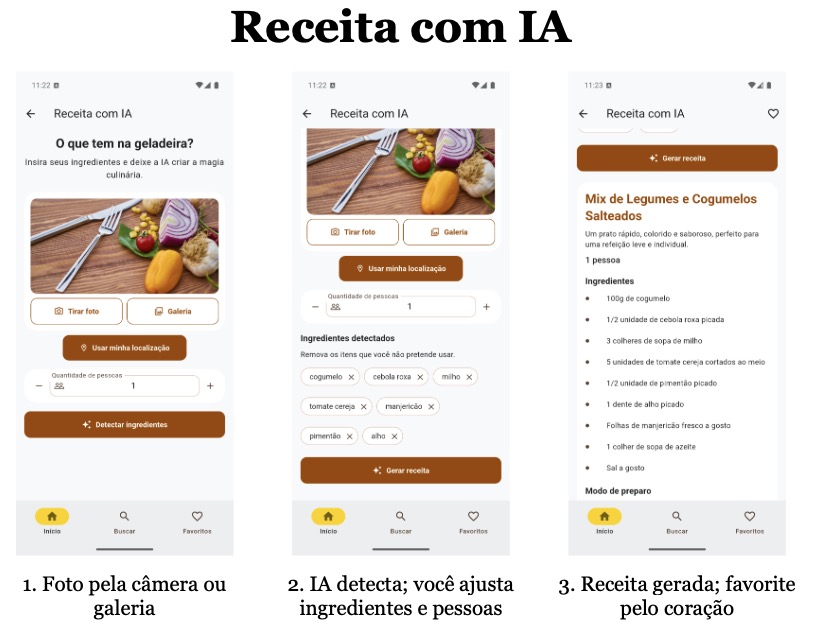 Receita com IA
11:22
Receita com IA
O que tem na geladeira?
Insira seus ingredientes e deixe a IA criar a magia
culinária.
Tirar foto
Galeria
Usar minha localização
Quantidade de pessoas
1
Detectar ingredientes
Início
Buscar
Favoritos
1. Foto pela câmera ou
galeria
11:22
Receita com IA
Tirar foto
Galeria
Usar minha localização
Quantidade de pessoas
1
Ingredientes detectados
Remova os itens que você não pretende usar.
cogumelo
cebola roxa
milho
tomate cereja
manjericão
pimentão
alho
Gerar receita
Início
Buscar
Favoritos
2. IA detecta; você ajusta
ingredientes e pessoas
11:23
Receita com IA
Gerar receita
Mix de Legumes e Cogumelos
Salteados
Um prato rápido, colorido e saboroso, perfeito para
uma refeição leve e individual.
1 pessoa
Ingredientes
100g de cogumelo
1/2 unidade de cebola roxa picada
3 colheres de sopa de milho
5 unidades de tomate cereja cortados ao meio
1/2 unidade de pimentão picado
1 dente de alho picado
Folhas de manjericão fresco a gosto
1 colher de sopa de azeite
Sal a gosto
Modo de preparo
Início
Buscar
Favoritos
3. Receita gerada; favorite
pelo coração